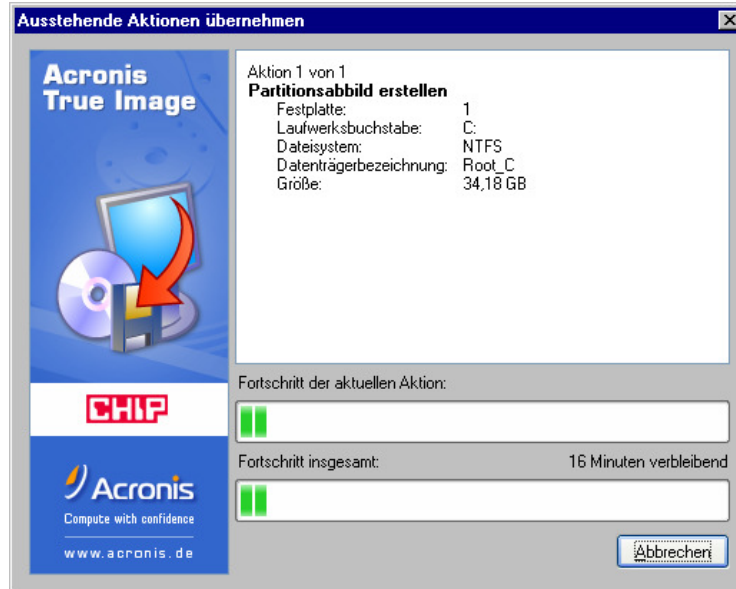 Ausstehende Aktionen übernehmen
Acronis
True Image
Aktion 1 von 1
Partitionsabbild erstellen
Festplatte: 1
Laufwerksbuchstabe: C:
Dateisystem: NTFS
Datenträgerbezeichnung: Root_C
Größe: 34,18 GB
Fortschritt der aktuellen Aktion:
CHIP
Fortschritt insgesamt: 16 Minuten verbleibend
Acronis
Compute with confidence
www.acronis.de
Abbrechen